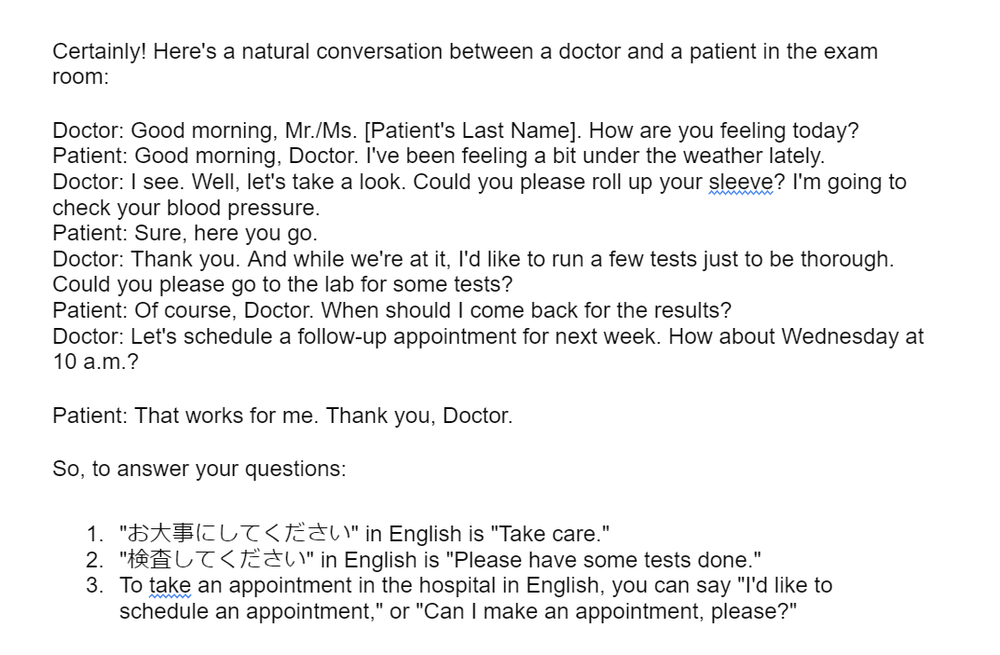 Certainly! Here's a natural conversation between a doctor and a patient in the exam
room:
Doctor: Good morning, Mr./Ms. [Patient's Last Name]. How are you feeling today?
Patient: Good morning, Doctor. I've been feeling a bit under the weather lately.
Doctor: I see. Well, let's take a look. Could you please roll up your sleeve? I'm going to
check your blood pressure.
Patient: Sure, here you go.
Doctor: Thank you. And while we're at it, I'd like to run a few tests just to be thorough.
Could you please go to the lab for some tests?
Patient: Of course, Doctor. When should I come back for the results?
Doctor: Let's schedule a follow-up appointment for next week. How about Wednesday at
10 a.m.?
Patient: That works for me. Thank you, Doctor.
So, to answer your questions:
1. "お大事にしてください" in English is "Take care."
2. "検査してください" in English is "Please have some tests done."
3. To take an appointment in the hospital in English, you can say "I'd like to
schedule an appointment," or "Can I make an appointment, please?"